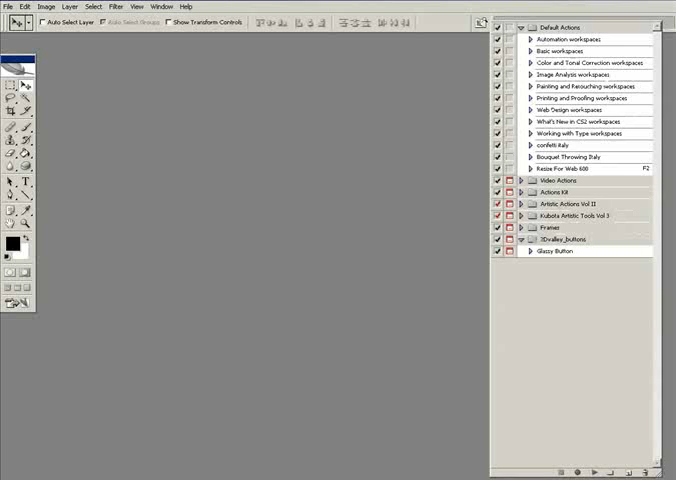 File Edit Image Layer Select Filter View Window Help
Auto Select Layer Auto Select Groups Show Transform Controls
Default Actions
Automation workspaces
Basic workspaces
Color and Tonal Correction workspaces
Image Analysis workspaces
Painting and Retouching workspaces
Printing and Proofing workspaces
Web Design workspaces
What's New in CS2 workspaces
Working with Type workspaces
confetti italy
Bouquet Throwing Italy
Resize For Web 600 F2
Video Actions
Actions Kit
Artistic Actions Vol II
Kubota Artistic Tools Vol 3
Frames
3Dvalley_buttons
Glassy Button